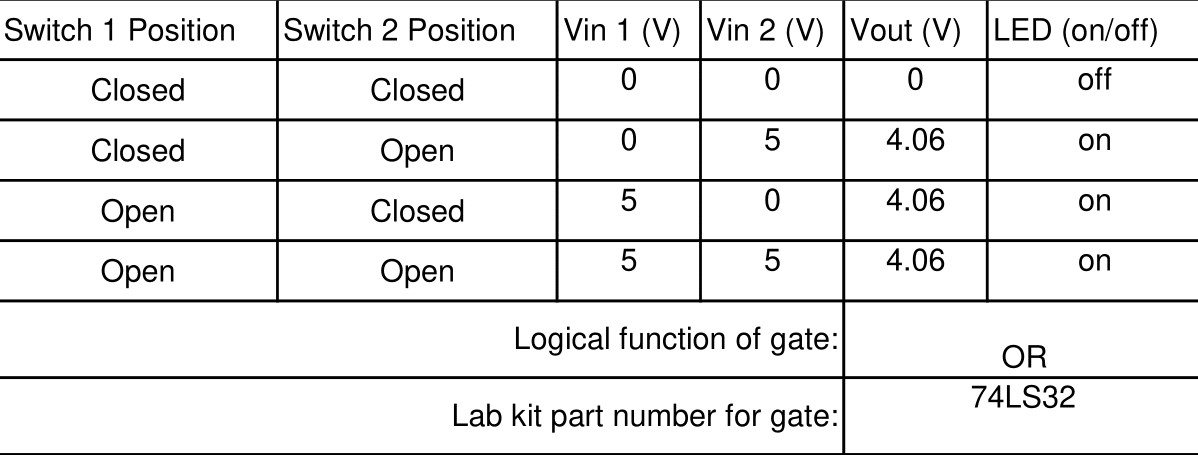 Switch 1 Position Switch 2 Position Vin 1 (V) Vin 2 (V) Vout (V) LED (on/off)
Closed Closed 0 0 0 off
Closed Open 0 5 4.06 on
Open Closed 5 0 4.06 on
Open Open 5 5 4.06 on
Logical function of gate: OR
Lab kit part number for gate: 74LS32